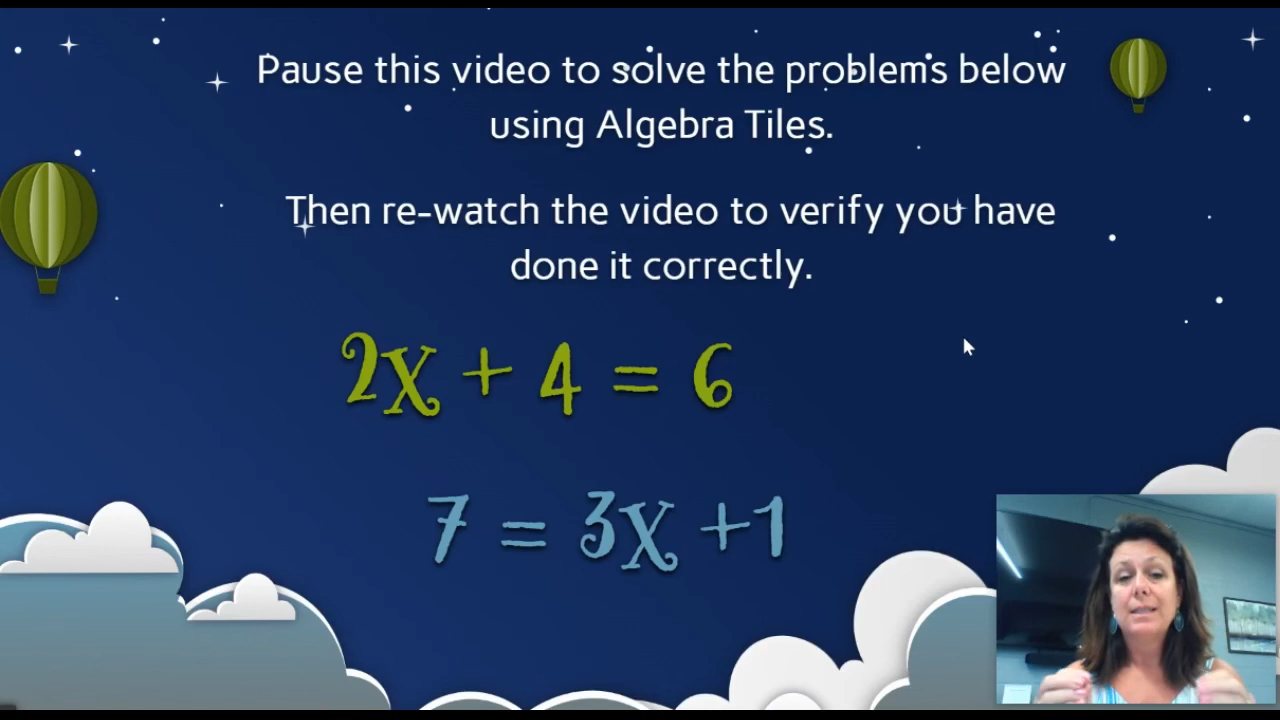 Pause this video to solve the problems below
using Algebra Tiles.
Then re-watch the video to verify you have
done it correctly.
2x + 4 = 6
7 = 3x +1